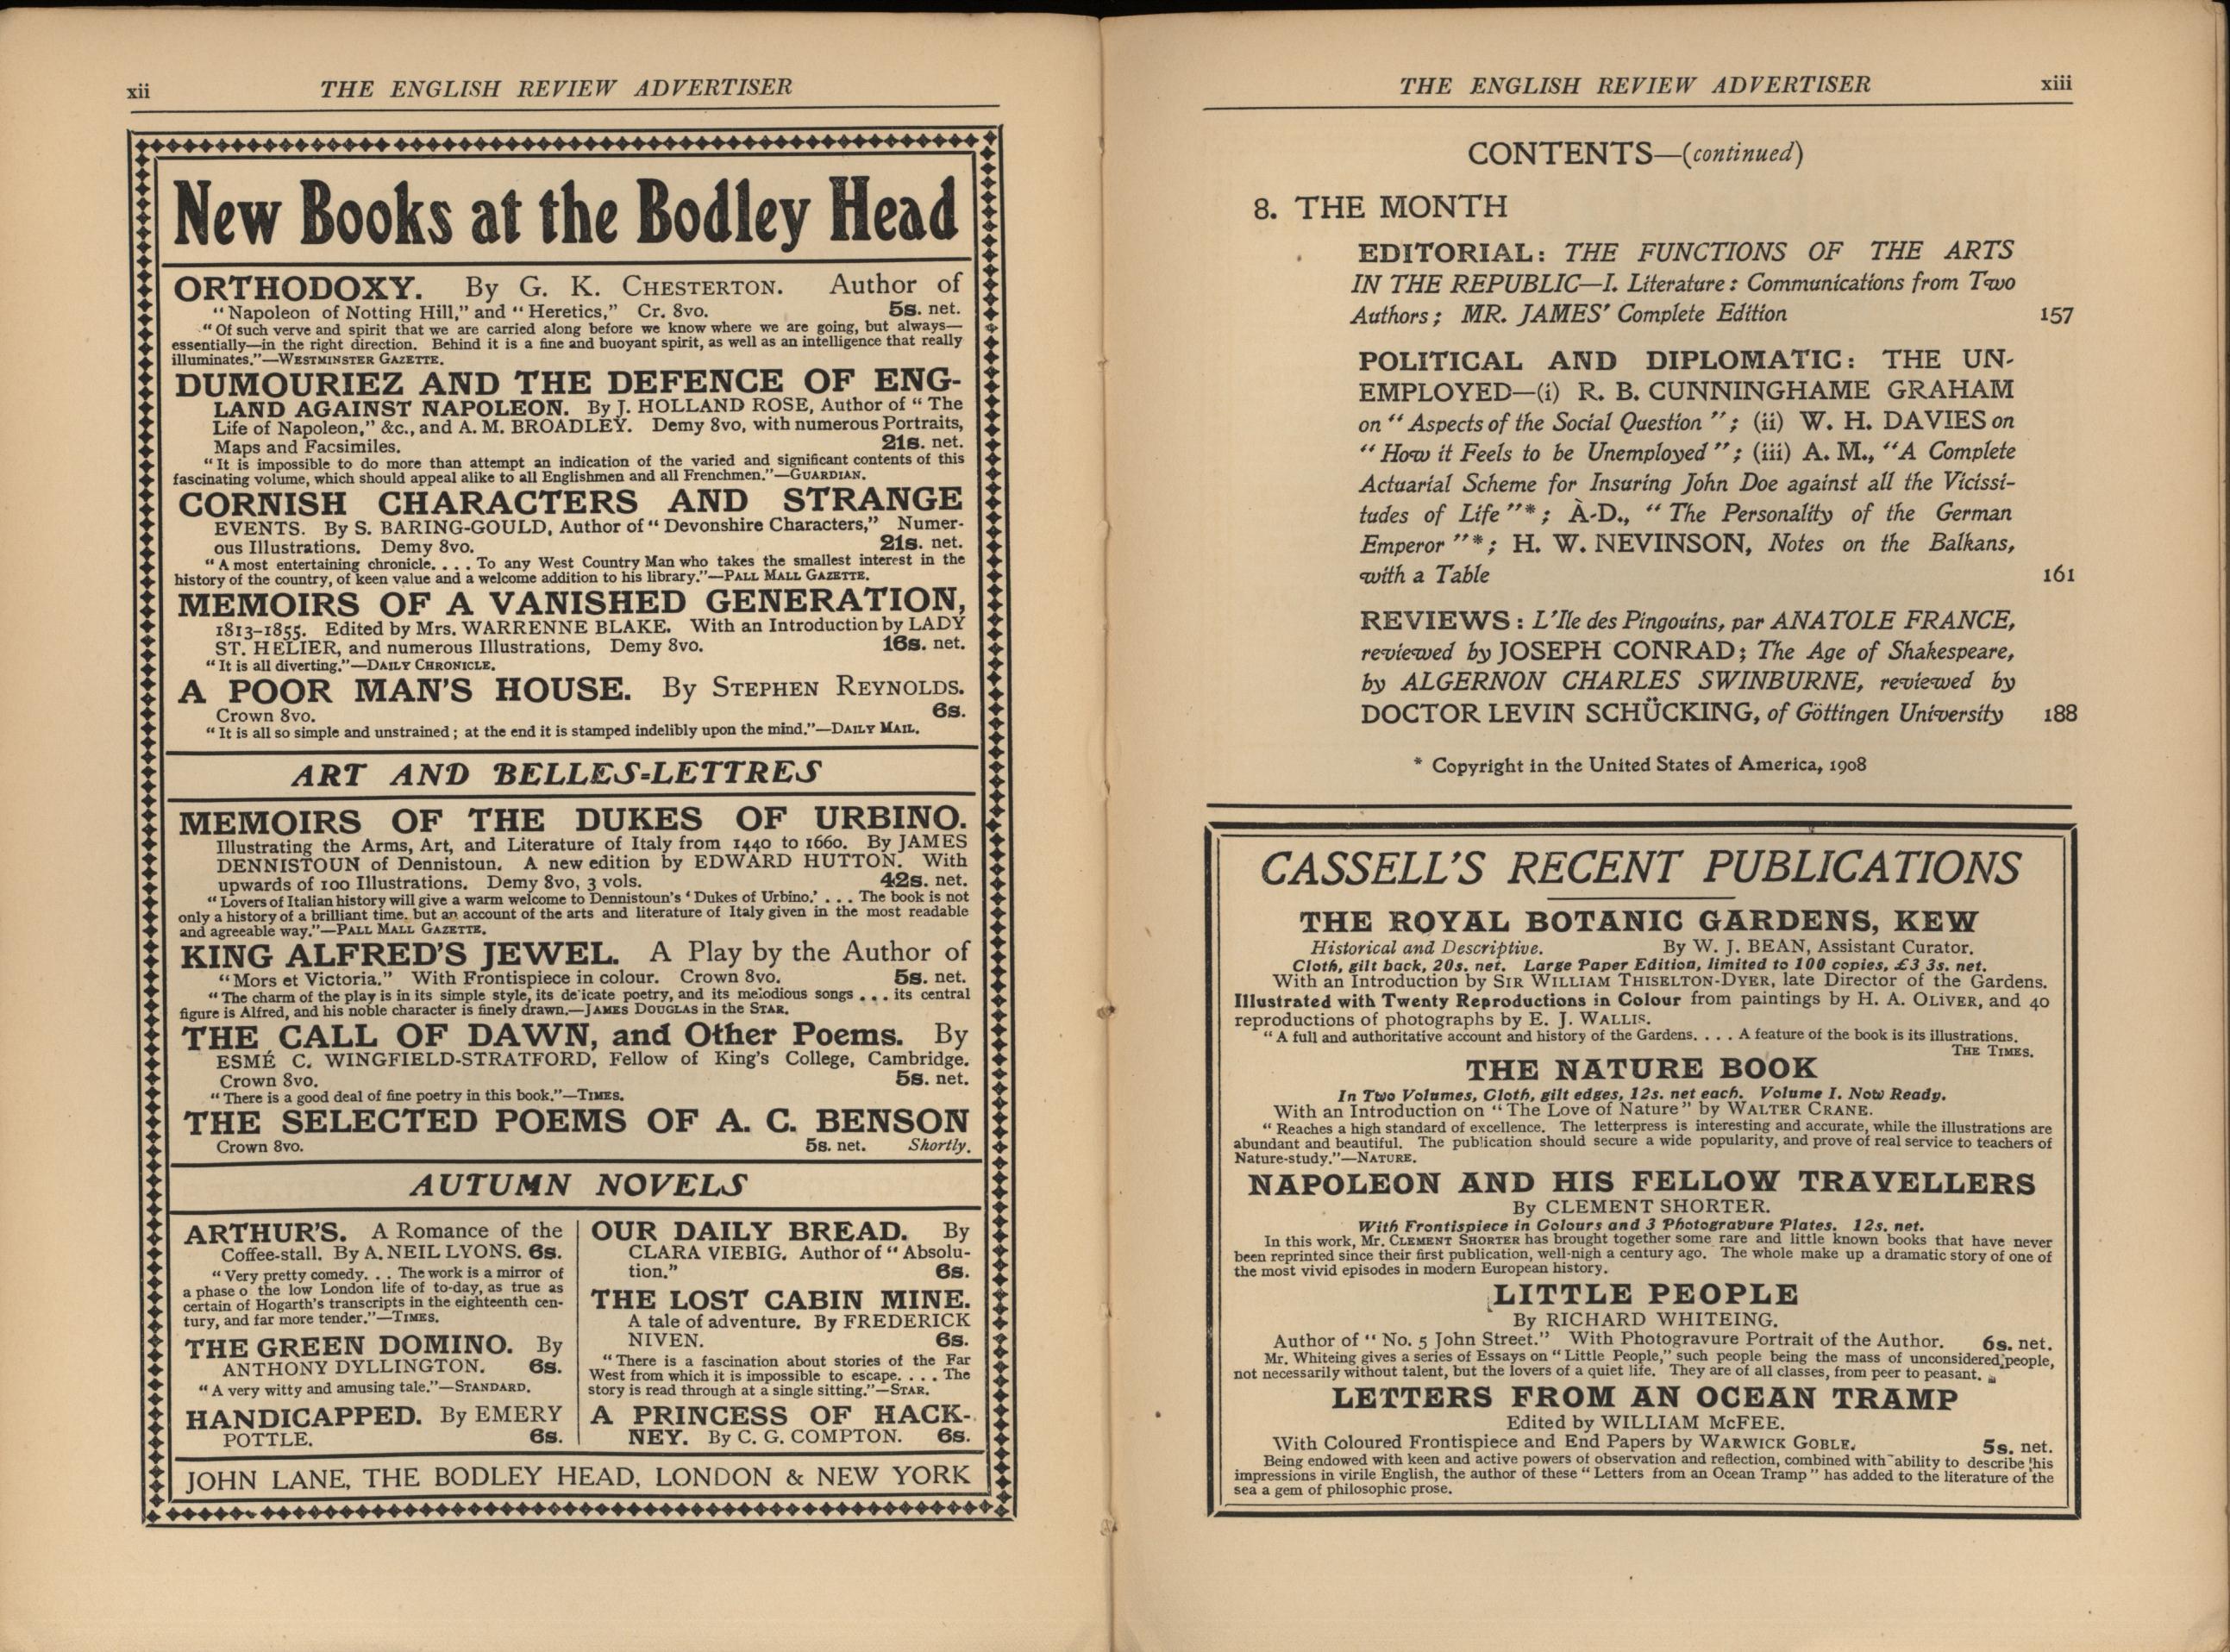 xii
THE ENGLISH REVIEW ADVERTISER
New Books at the Bodley Head
ORTHODOXY. By G. K. CHESTERTON. Author of
"Napoleon of Notting Hill," and "Heretics," Cr. 8vo. 5s. net.
"Of such verve and spirit that we are carried along before we know where we are going, but always—
essentially—in the right direction. Behind it is a fine and buoyant spirit, as well as an intelligence that really
illuminates."—WESTMINSTER GAZETTE.
DUMOURIEZ AND THE DEFENCE OF ENG-
LAND AGAINST NAPOLEON. By J. HOLLAND ROSE, Author of "The
Life of Napoleon," &c., and A. M. BROADLEY. Demy 8vo, with numerous Portraits,
Maps and Facsimiles. 21s. net.
"It is impossible to do more than attempt an indication of the varied and significant contents of this
fascinating volume, which should appeal alike to all Englishmen and all Frenchmen."—GUARDIAN.
CORNISH CHARACTERS AND STRANGE
EVENTS. By S. BARING-GOULD, Author of "Devonshire Characters," Numer-
ous Illustrations. Demy 8vo. 21s. net.
"A most entertaining chronicle. . . . To any West Country Man who takes the smallest interest in the
history of the country, of keen value and a welcome addition to his library."—PALL MALL GAZETTE.
MEMOIRS OF A VANISHED GENERATION,
1813-1855. Edited by Mrs. WARRENNE BLAKE. With an Introduction by LADY
ST. HELIER, and numerous Illustrations, Demy 8vo. 16s. net.
"It is all diverting."—DAILY CHRONICLE.
A POOR MAN'S HOUSE. By STEPHEN REYNOLDS.
Crown 8vo. 6s.
"It is all so simple and unstrained; at the end it is stamped indelibly upon the mind."—DAILY MAIL.
ART AND BELLES-LETTRES
MEMOIRS OF THE DUKES OF URBINO.
Illustrating the Arms, Art, and Literature of Italy from 1440 to 1660. By JAMES
DENNISTOUN of Dennistoun. A new edition by EDWARD HUTTON. With
upwards of 100 Illustrations. Demy 8vo, 3 vols. 42s. net.
"Lovers of Italian history will give a warm welcome to Dennistoun's 'Dukes of Urbino.' . . . The book is not
only a history of a brilliant time, but an account of the arts and literature of Italy given in the most readable
and agreeable way."—PALL MALL GAZETTE.
KING ALFRED'S JEWEL. A Play by the Author of
"Mors et Victoria." With Frontispiece in colour. Crown 8vo. 5s. net.
"The charm of the play is in its simple style, its delicate poetry, and its melodious songs . . . its central
figure is Alfred, and his noble character is finely drawn.—JAMES DOUGLAS in the STAR.
THE CALL OF DAWN, and Other Poems. By
ESMÉ C. WINGFIELD-STRATFORD, Fellow of King's College, Cambridge.
Crown 8vo. 5s. net.
"There is a good deal of fine poetry in this book."—TIMES.
THE SELECTED POEMS OF A. C. BENSON
Crown 8vo. 5s. net. Shortly.
AUTUMN NOVELS
ARTHUR'S. A Romance of the
Coffee-stall. By A. NEIL LYONS. 6s.
"Very pretty comedy. . . The work is a mirror of
a phase o the low London life of to-day, as true as
certain of Hogarth's transcripts in the eighteenth cen-
tury, and far more tender."—TIMES.
THE GREEN DOMINO. By
ANTHONY DYLLINGTON. 6s.
"A very witty and amusing tale."—STANDARD.
HANDICAPPED. By EMERY
POTTLE. 6s.
OUR DAILY BREAD. By
CLARA VIEBIG. Author of "Absolu-
tion." 6s.
THE LOST CABIN MINE.
A tale of adventure. By FREDERICK
NIVEN. 6s.
"There is a fascination about stories of the Far
West from which it is impossible to escape. . . . The
story is read through at a single sitting."—STAR.
A PRINCESS OF HACK-
NEY. By C. G. COMPTON. 6s.
JOHN LANE, THE BODLEY HEAD, LONDON & NEW YORK
THE ENGLISH REVIEW ADVERTISER
xiii
CONTENTS—(continued)
8. THE MONTH
EDITORIAL: THE FUNCTIONS OF THE ARTS
IN THE REPUBLIC—I. Literature: Communications from Two
Authors; MR. JAMES' Complete Edition 157
POLITICAL AND DIPLOMATIC: THE UN-
EMPLOYED—(i) R. B. CUNNINGHAME GRAHAM
on "Aspects of the Social Question"; (ii) W. H. DAVIES on
"How it Feels to be Unemployed"; (iii) A. M., "A Complete
Actuarial Scheme for Insuring John Doe against all the Vicissi-
tudes of Life"*; À-D., "The Personality of the German
Emperor"*; H. W. NEVINSON, Notes on the Balkans,
with a Table 161
REVIEWS: L'Ile des Pingouins, par ANATOLE FRANCE,
reviewed by JOSEPH CONRAD; The Age of Shakespeare,
by ALGERNON CHARLES SWINBURNE, reviewed by
DOCTOR LEVIN SCHÜCKING, of Göttingen University 188
* Copyright in the United States of America, 1908
CASSELL'S RECENT PUBLICATIONS
THE ROYAL BOTANIC GARDENS, KEW
Historical and Descriptive. By W. J. BEAN, Assistant Curator.
Cloth, gilt back, 20s. net. Large Paper Edition, limited to 100 copies, £3 3s. net.
With an Introduction by SIR WILLIAM THISELTON-DYER, late Director of the Gardens.
Illustrated with Twenty Reproductions in Colour from paintings by H. A. OLIVER, and 40
reproductions of photographs by E. J. WALLIS.
"A full and authoritative account and history of the Gardens. . . . A feature of the book is its illustrations.
THE TIMES.
THE NATURE BOOK
In Two Volumes, Cloth, gilt edges, 12s. net each. Volume I. Now Ready.
With an Introduction on "The Love of Nature" by WALTER CRANE.
"Reaches a high standard of excellence. The letterpress is interesting and accurate, while the illustrations are
abundant and beautiful. The publication should secure a wide popularity, and prove of real service to teachers of
Nature-study."—NATURE.
NAPOLEON AND HIS FELLOW TRAVELLERS
By CLEMENT SHORTER.
With Frontispiece in Colours and 3 Photogravure Plates. 12s. net.
In this work, Mr. CLEMENT SHORTER has brought together some rare and little known books that have never
been reprinted since their first publication, well-nigh a century ago. The whole make up a dramatic story of one of
the most vivid episodes in modern European history.
LITTLE PEOPLE
By RICHARD WHITEING.
Author of "No. 5 John Street." With Photogravure Portrait of the Author. 6s. net.
Mr. Whiteing gives a series of Essays on "Little People," such people being the mass of unconsidered people,
not necessarily without talent, but the lovers of a quiet life. They are of all classes, from peer to peasant.
LETTERS FROM AN OCEAN TRAMP
Edited by WILLIAM McFEE.
With Coloured Frontispiece and End Papers by WARWICK GOBLE. 5s. net.
Being endowed with keen and active powers of observation and reflection, combined with ability to describe his
impressions in virile English, the author of these "Letters from an Ocean Tramp" has added to the literature of the
sea a gem of philosophic prose.